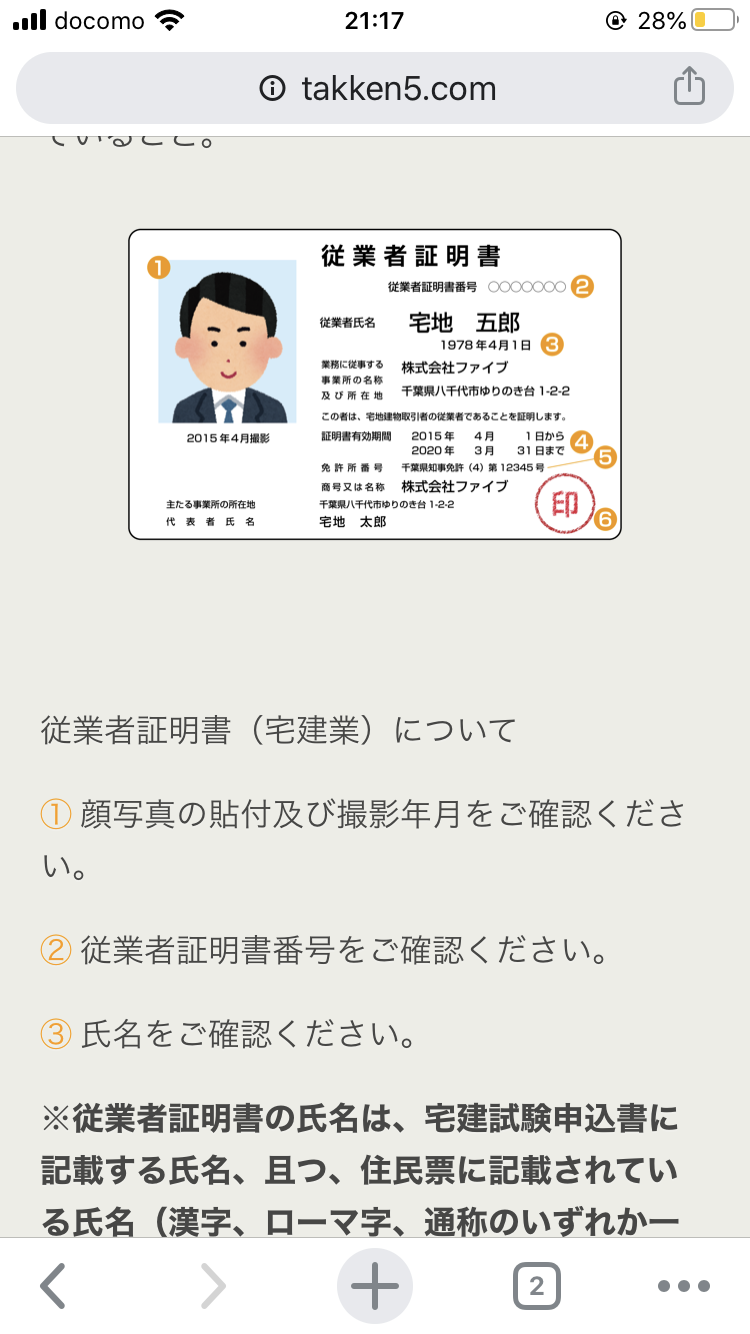 docomo 21:17 28%
takken5.com
ていること。
従業者証明書
① 従業者証明書番号 ○○○○○○○ ②
従業者氏名 宅地 五郎
1978年4月1日 ③
業務に従事する 株式会社ファイブ
事業所の名称
及び所在地 千葉県八千代市ゆりのき台 1-2-2
この者は、宅地建物取引者の従業者であることを証明します。
2015年4月撮影
証明書有効期間 2015年 4月 1日から ④
2020年 3月 31日まで ⑤
免許所番号 千葉県知事免許（4）第12345号
商号又は名称 株式会社ファイブ
主たる事業所の所在地 千葉県八千代市ゆりのき台 1-2-2
代表者氏名 宅地 太郎
印 ⑥
従業者証明書（宅建業）について
① 顔写真の貼付及び撮影年月をご確認くださ
い。
② 従業者証明書番号をご確認ください。
③ 氏名をご確認ください。
※従業者証明書の氏名は、宅建試験申込書に
記載する氏名、且つ、住民票に記載されてい
る氏名（漢字、ローマ字、通称のいずれか一
2